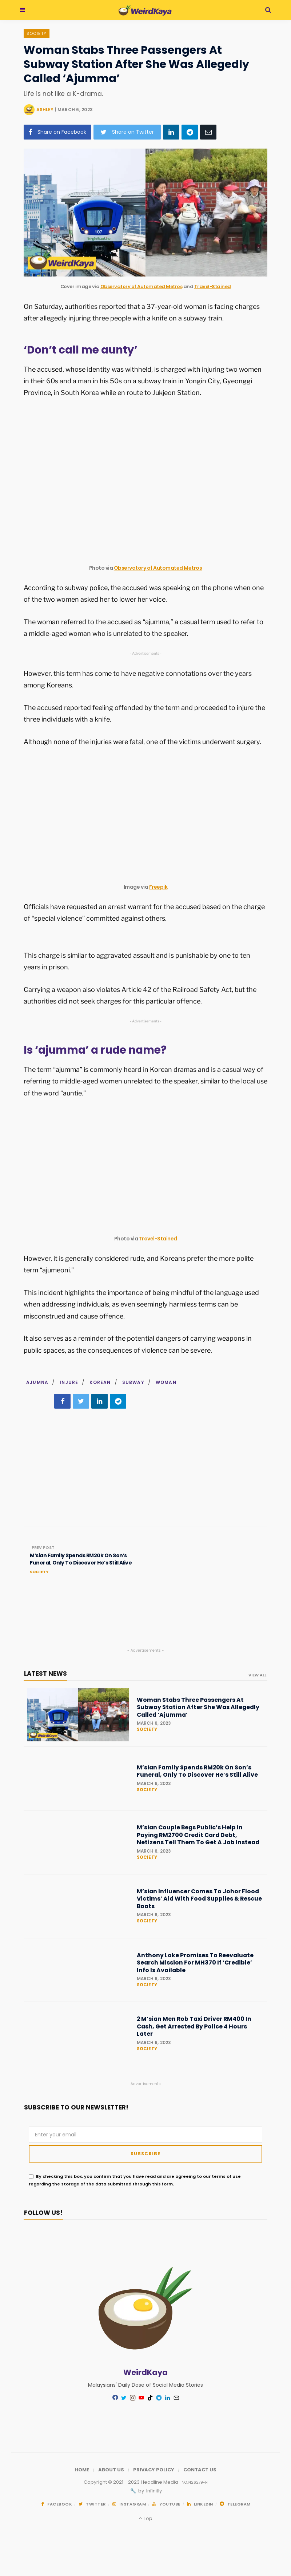 WeirdKaya
SOCIETY
Woman Stabs Three Passengers At
Subway Station After She Was Allegedly
Called ‘Ajumma’
Life is not like a K-drama.
ASHLEY | MARCH 6, 2023
Share on Facebook
Share on Twitter
107
WeirdKaya
Cover image via Observatory of Automated Metros and Travel-Stained
On Saturday, authorities reported that a 37-year-old woman is facing charges
after allegedly injuring three people with a knife on a subway train.
‘Don’t call me aunty’
The accused, whose identity was withheld, is charged with injuring two women
in their 60s and a man in his 50s on a subway train in Yongin City, Gyeonggi
Province, in South Korea while en route to Jukjeon Station.
Photo via Observatory of Automated Metros
According to subway police, the accused was speaking on the phone when one
of the two women asked her to lower her voice.
The woman referred to the accused as “ajumma,” a casual term used to refer to
a middle-aged woman who is unrelated to the speaker.
- Advertisements -
However, this term has come to have negative connotations over the years
among Koreans.
The accused reported feeling offended by the term and proceeded to injure the
three individuals with a knife.
Although none of the injuries were fatal, one of the victims underwent surgery.
Image via Freepik
Officials have requested an arrest warrant for the accused based on the charge
of “special violence” committed against others.
This charge is similar to aggravated assault and is punishable by one to ten
years in prison.
Carrying a weapon also violates Article 42 of the Railroad Safety Act, but the
authorities did not seek charges for this particular offence.
- Advertisements -
Is ‘ajumma’ a rude name?
The term “ajumma” is commonly heard in Korean dramas and is a casual way of
referring to middle-aged women unrelated to the speaker, similar to the local use
of the word “auntie.”
Photo via Travel-Stained
However, it is generally considered rude, and Koreans prefer the more polite
term “ajumeoni.”
This incident highlights the importance of being mindful of the language used
when addressing individuals, as even seemingly harmless terms can be
misconstrued and cause offence.
It also serves as a reminder of the potential dangers of carrying weapons in
public spaces, as the consequences of violence can be severe.
AJUMNA / INJURE / KOREAN / SUBWAY / WOMAN
PREV POST
M’sian Family Spends RM20k On Son’s
Funeral, Only To Discover He’s Still Alive
SOCIETY
- Advertisements -
LATEST NEWS
VIEW ALL
WeirdKaya
Woman Stabs Three Passengers At
Subway Station After She Was Allegedly
Called ‘Ajumma’
MARCH 6, 2023
SOCIETY
M’sian Family Spends RM20k On Son’s
Funeral, Only To Discover He’s Still Alive
MARCH 6, 2023
SOCIETY
M’sian Couple Begs Public’s Help In
Paying RM2700 Credit Card Debt,
Netizens Tell Them To Get A Job Instead
MARCH 6, 2023
SOCIETY
M’sian Influencer Comes To Johor Flood
Victims’ Aid With Food Supplies & Rescue
Boats
MARCH 6, 2023
SOCIETY
Anthony Loke Promises To Reevaluate
Search Mission For MH370 If ‘Credible’
Info Is Available
MARCH 6, 2023
SOCIETY
2 M’sian Men Rob Taxi Driver RM400 In
Cash, Get Arrested By Police 4 Hours
Later
MARCH 6, 2023
SOCIETY
- Advertisements -
SUBSCRIBE TO OUR NEWSLETTER!
Enter your email
SUBSCRIBE
By checking this box, you confirm that you have read and are agreeing to our terms of use
regarding the storage of the data submitted through this form.
FOLLOW US!
WeirdKaya
Malaysians' Daily Dose of Social Media Stories
HOME / ABOUT US / PRIVACY POLICY / CONTACT US
by Infinity
FACEBOOK TWITTER INSTAGRAM YOUTUBE LINKEDIN TELEGRAM
Top